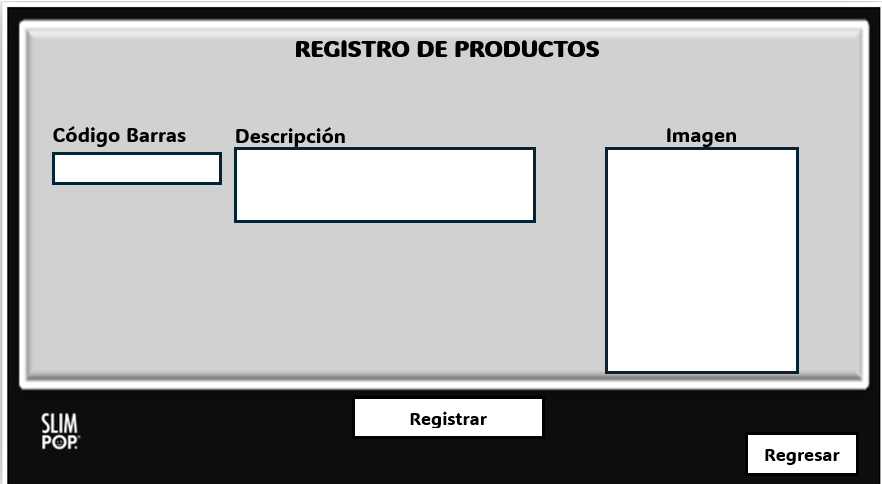 REGISTRO DE PRODUCTOS
Código Barras
Descripción
Imagen
Registrar
SLIM
POP.
Regresar